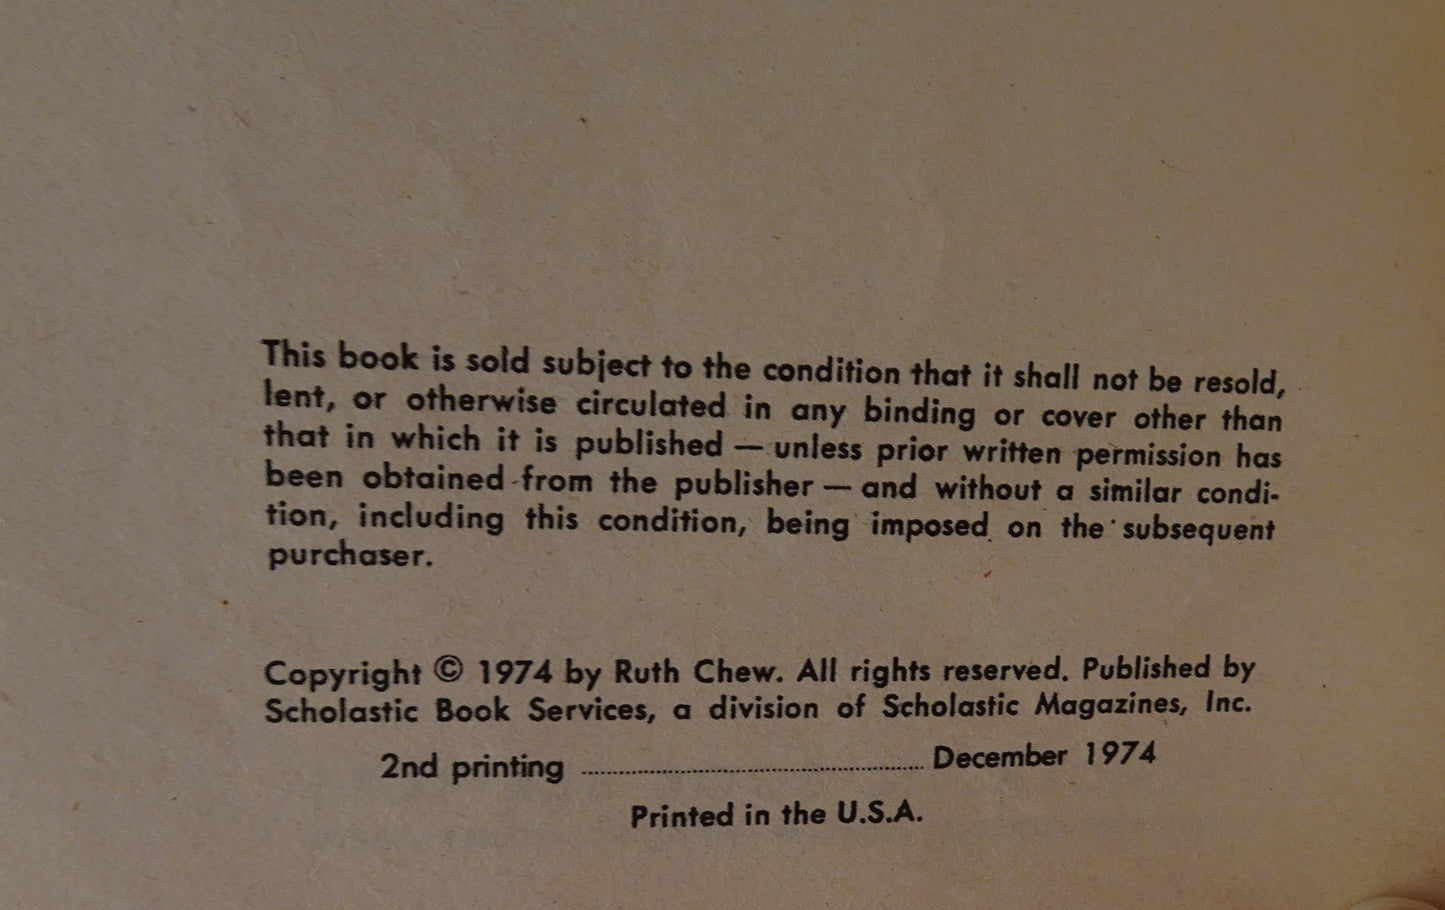 This book is sold subject to the condition that it shall not be resold,
lent, or otherwise circulated in any binding or cover other than
that in which it is published — unless prior written permission has
been obtained from the publisher — and without a similar condi-
tion, including this condition, being imposed on the subsequent
purchaser.
Copyright © 1974 by Ruth Chew. All rights reserved. Published by
Scholastic Book Services, a division of Scholastic Magazines, Inc.
2nd printing ........................................ December 1974
Printed in the U.S.A.